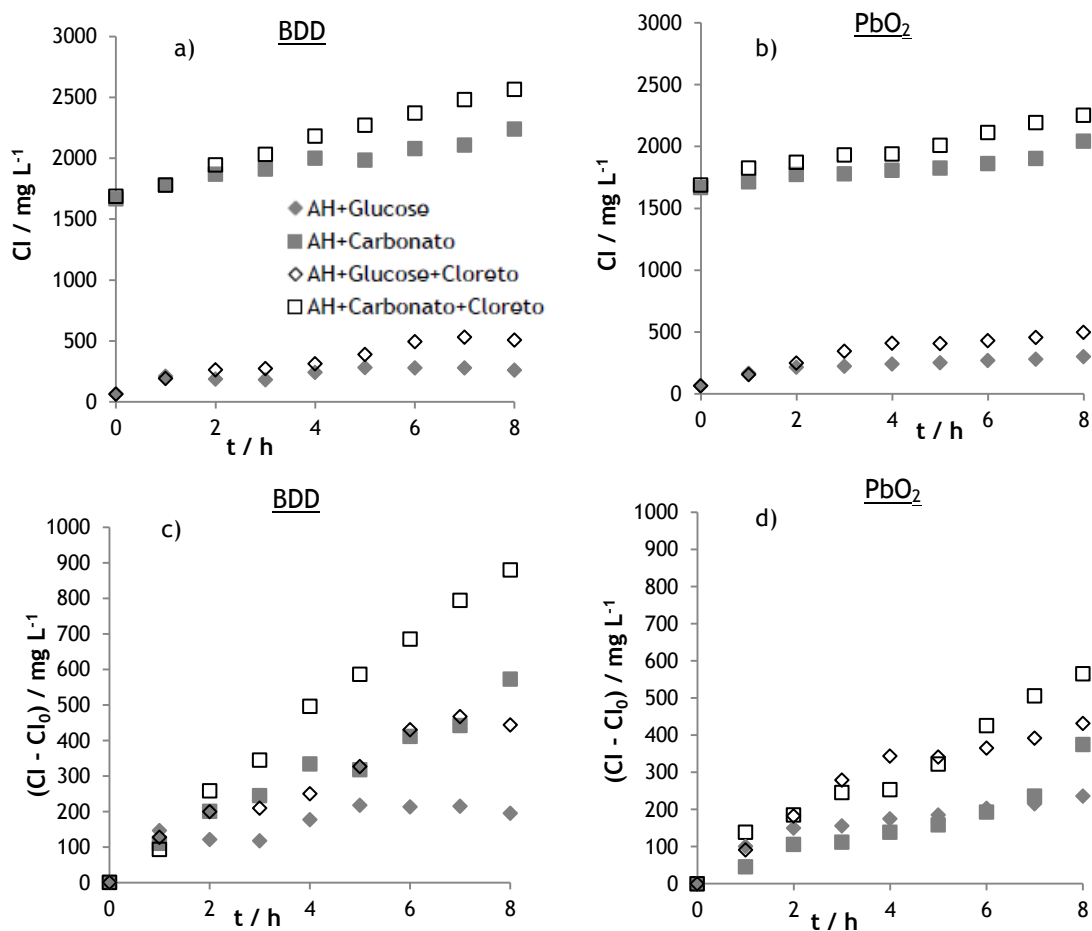 BDD
a)
3000
2500
2000
1500
1000
500
0
CI / mg L-1
0 2 4 6 8
t / h
AH+Glucose
AH+Carbonato
AH+Glucose+Cloreto
AH+Carbonato+Cloreto
PbO2
b)
3000
2500
2000
1500
1000
500
0
CI / mg L-1
0 2 4 6 8
t / h
BDD
c)
1000
900
800
700
600
500
400
300
200
100
0
(CI - CI0) / mg L-1
0 2 4 6 8
t / h
PbO2
d)
1000
900
800
700
600
500
400
300
200
100
0
(CI - CI0) / mg L-1
0 2 4 6 8
t / h